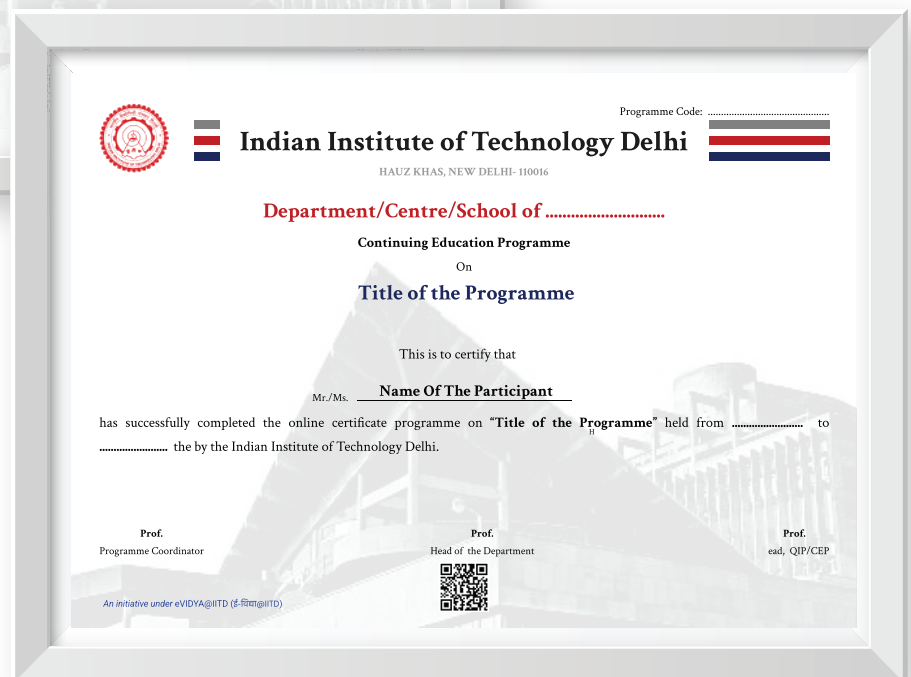 Programme Code: ........................................
Indian Institute of Technology Delhi
HAUZ KHAS, NEW DELHI- 110016
Department/Centre/School of ............................
Continuing Education Programme
On
Title of the Programme
This is to certify that
Mr./Ms. Name Of The Participant
has successfully completed the online certificate programme on “Title of the Programme” held from ........................ to
H
....................... the by the Indian Institute of Technology Delhi.
Prof. Prof. Prof.
Programme Coordinator Head of the Department ead, QIP/CEP
An initiative under eVIDYA@IITD (ई-विद्या@IITD)